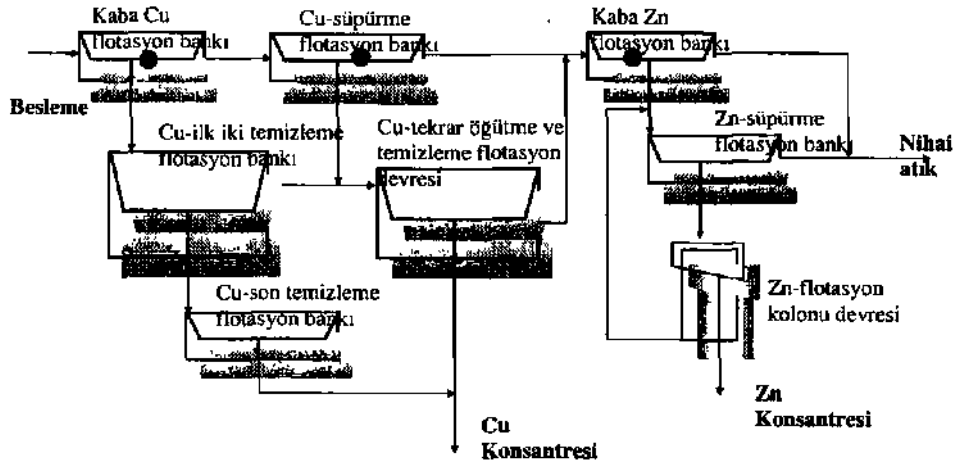 Kaba Cu
flotasyon bankı
Cu-süpürme
flotasyon bankı
Kaba Zn
flotasyon bankı
Besleme
Cu-ilk iki temizleme
flotasyon bankı
Cu-tekrar öğütme ve
temizleme flotasyon
devresi
Zn-süpürme
flotasyon bankı
Nihai
atık
Cu-son temizleme
flotasyon bankı
Zn-flotasyon
kolonu devresi
Cu
Konsantresi
Zn
Konsantresi